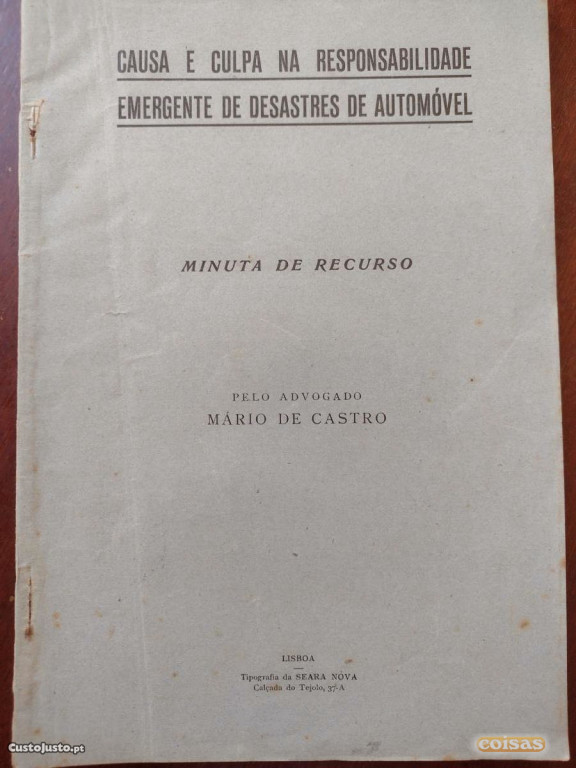 CAUSA E CULPA NA RESPONSABILIDADE
EMERGENTE DE DESASTRES DE AUTOMÓVEL
MINUTA DE RECURSO
PELO ADVOGADO
MÁRIO DE CASTRO
LISBOA
Tipografia da SEARA NOVA
Calçada do Tejolo, 37-A
CustoJusto.pt
coisas